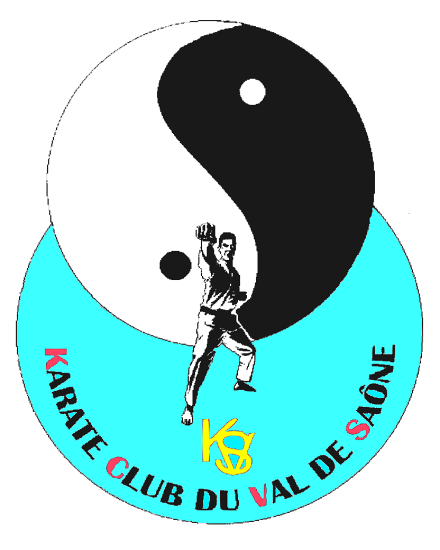 KCVS
KARATE CLUB DU VAL DE SAÔNE